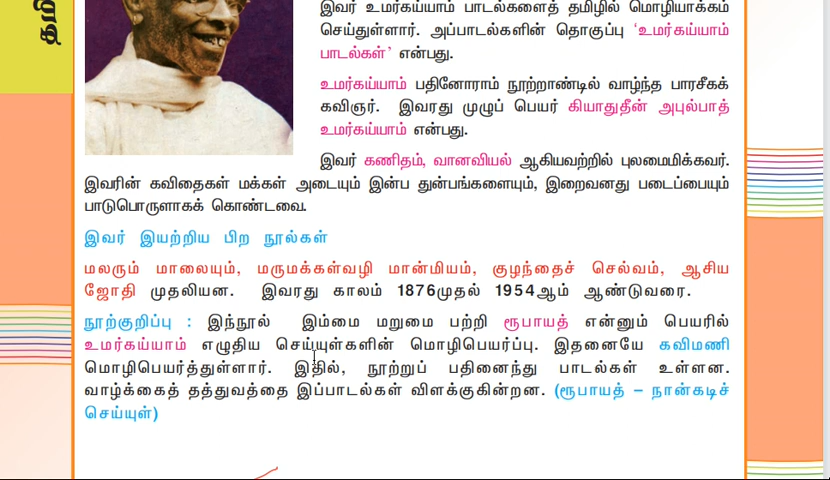 தமி
இவர் உமர்கய்யாம் பாடல்களைத் தமிழில் மொழியாக்கம்
செய்துள்ளார். அப்பாடல்களின் தொகுப்பு ‘உமர்கய்யாம்
பாடல்கள்’ என்பது.
உமர்கய்யாம் பதினோராம் நூற்றாண்டில் வாழ்ந்த பாரசீகக்
கவிஞர். இவரது முழுப் பெயர் கியாதுதீன் அபுல்பாத்
உமர்கய்யாம் என்பது.
இவர் கணிதம், வானவியல் ஆகியவற்றில் புலமைமிக்கவர்.
இவரின் கவிதைகள் மக்கள் அடையும் இன்ப துன்பங்களையும், இறைவனது படைப்பையும்
பாடுபொருளாகக் கொண்டவை.
இவர் இயற்றிய பிற நூல்கள்
மலரும் மாலையும், மருமக்கள்வழி மான்மியம், குழந்தைச் செல்வம், ஆசிய
ஜோதி முதலியன. இவரது காலம் 1876முதல் 1954ஆம் ஆண்டுவரை.
நூற்குறிப்பு : இந்நூல் இம்மை மறுமை பற்றி ரூபாயத் என்னும் பெயரில்
உமர்கய்யாம் எழுதிய செய்யுள்களின் மொழிபெயர்ப்பு. இதனையே கவிமணி
மொழிபெயர்த்துள்ளார். இதில், நூற்றுப் பதினைந்து பாடல்கள் உள்ளன.
வாழ்க்கைத் தத்துவத்தை இப்பாடல்கள் விளக்குகின்றன. (ரூபாயத் – நான்கடிச்
செய்யுள்)